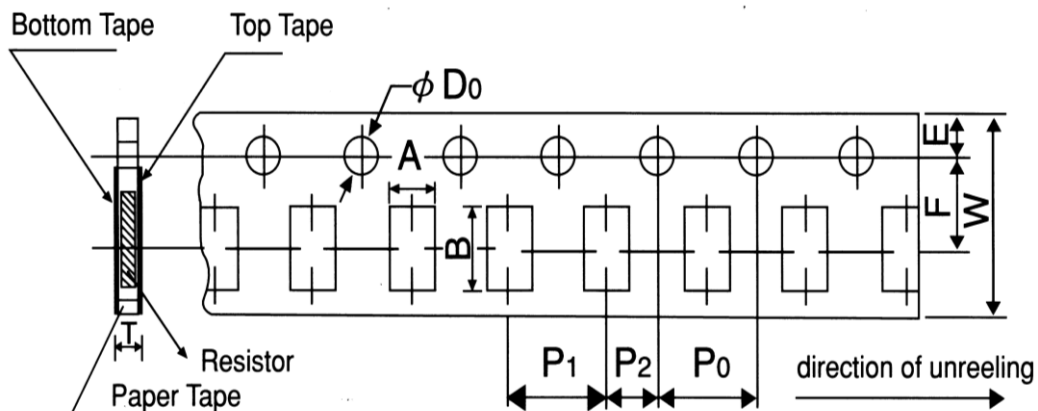 Bottom Tape
Top Tape
ϕ D0
A
B
E
F
W
T
Resistor
Paper Tape
P1
P2
P0
direction of unreeling